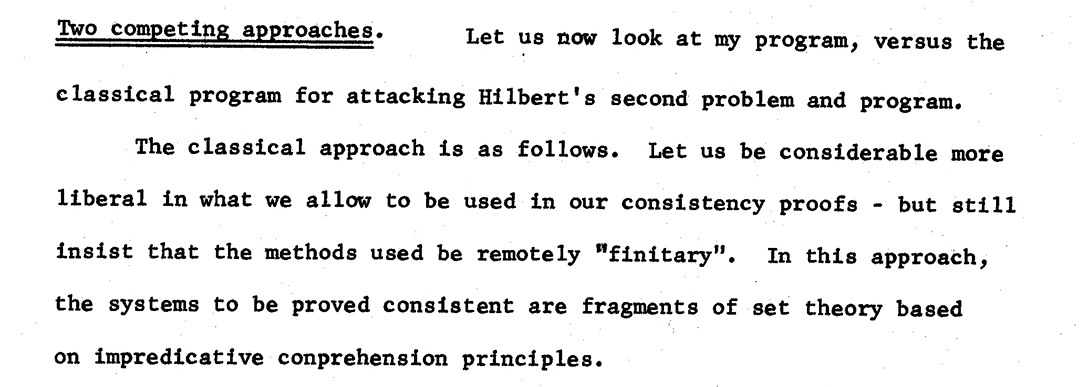 Two competing approaches. Let us now look at my program, versus the
classical program for attacking Hilbert's second problem and program.
The classical approach is as follows. Let us be considerable more
liberal in what we allow to be used in our consistency proofs - but still
insist that the methods used be remotely "finitary". In this approach,
the systems to be proved consistent are fragments of set theory based
on impredicative conprehension principles.